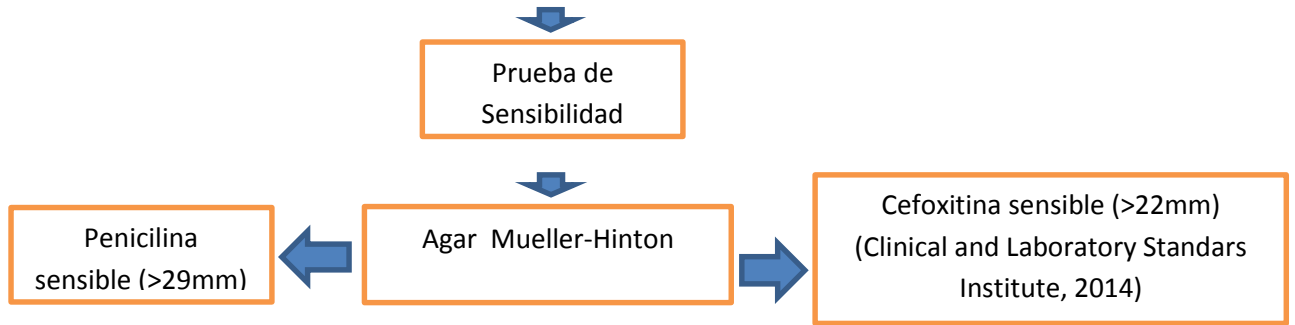 Prueba de
Sensibilidad
Penicilina
sensible (>29mm)
Agar Mueller-Hinton
Cefoxitina sensible (>22mm)
(Clinical and Laboratory Standars
Institute, 2014)